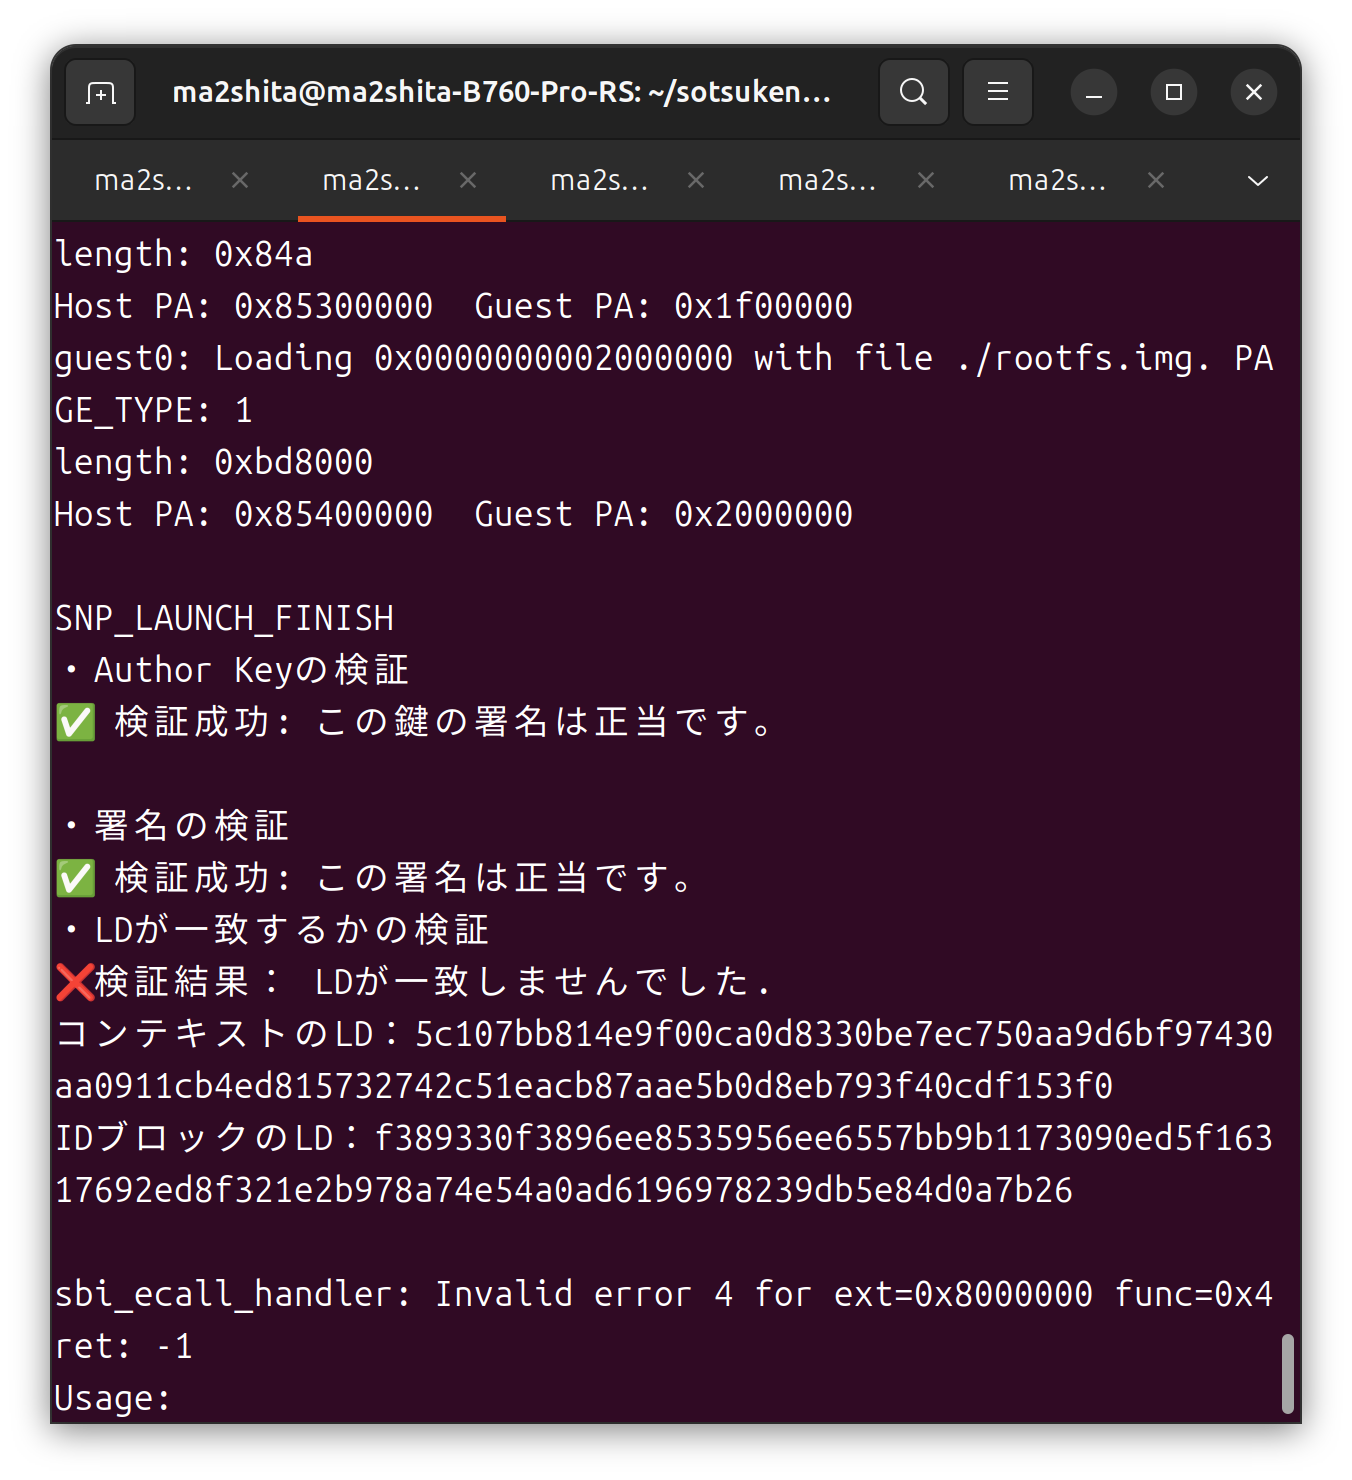 ma2shita@ma2shita-B760-Pro-RS: ~/sotsuken...
ma2s... ma2s... ma2s... ma2s... ma2s...
length: 0x84a
Host PA: 0x85300000  Guest PA: 0x1f00000
guest0: Loading 0x0000000002000000 with file ./rootfs.img. PA
GE_TYPE: 1
length: 0xbd8000
Host PA: 0x85400000  Guest PA: 0x2000000
SNP_LAUNCH_FINISH
・Author Keyの検証
✅ 検証成功: この鍵の署名は正当です。
・署名の検証
✅ 検証成功: この署名は正当です。
・LDが一致するかの検証
❌検証結果： LDが一致しませんでした.
コンテキストのLD：5c107bb814e9f00ca0d8330be7ec750aa9d6bf97430
aa0911cb4ed815732742c51eacb87aae5b0d8eb793f40cdf153f0
IDブロックのLD：f389330f3896ee8535956ee6557bb9b1173090ed5f163
17692ed8f321e2b978a74e54a0ad6196978239db5e84d0a7b26
sbi_ecall_handler: Invalid error 4 for ext=0x8000000 func=0x4
ret: -1
Usage: